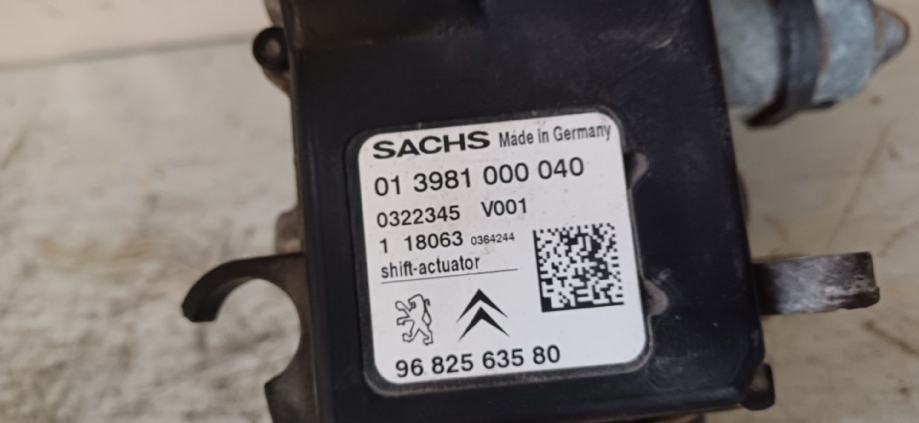 SACHS Made in Germany
01 3981 000 040
0322345 V001
1 18063 0364244
shift-actuator
96 825 635 80